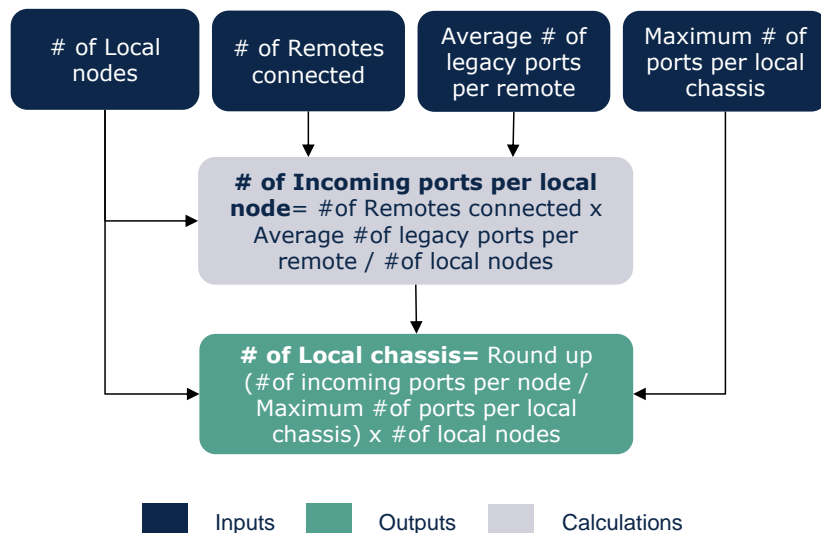 # of Local
nodes
# of Remotes
connected
Average # of
legacy ports
per remote
Maximum # of
ports per local
chassis
# of Incoming ports per local
node= #of Remotes connected x
Average #of legacy ports per
remote / #of local nodes
# of Local chassis= Round up
(#of incoming ports per node /
Maximum #of ports per local
chassis) x #of local nodes
Inputs
Outputs
Calculations